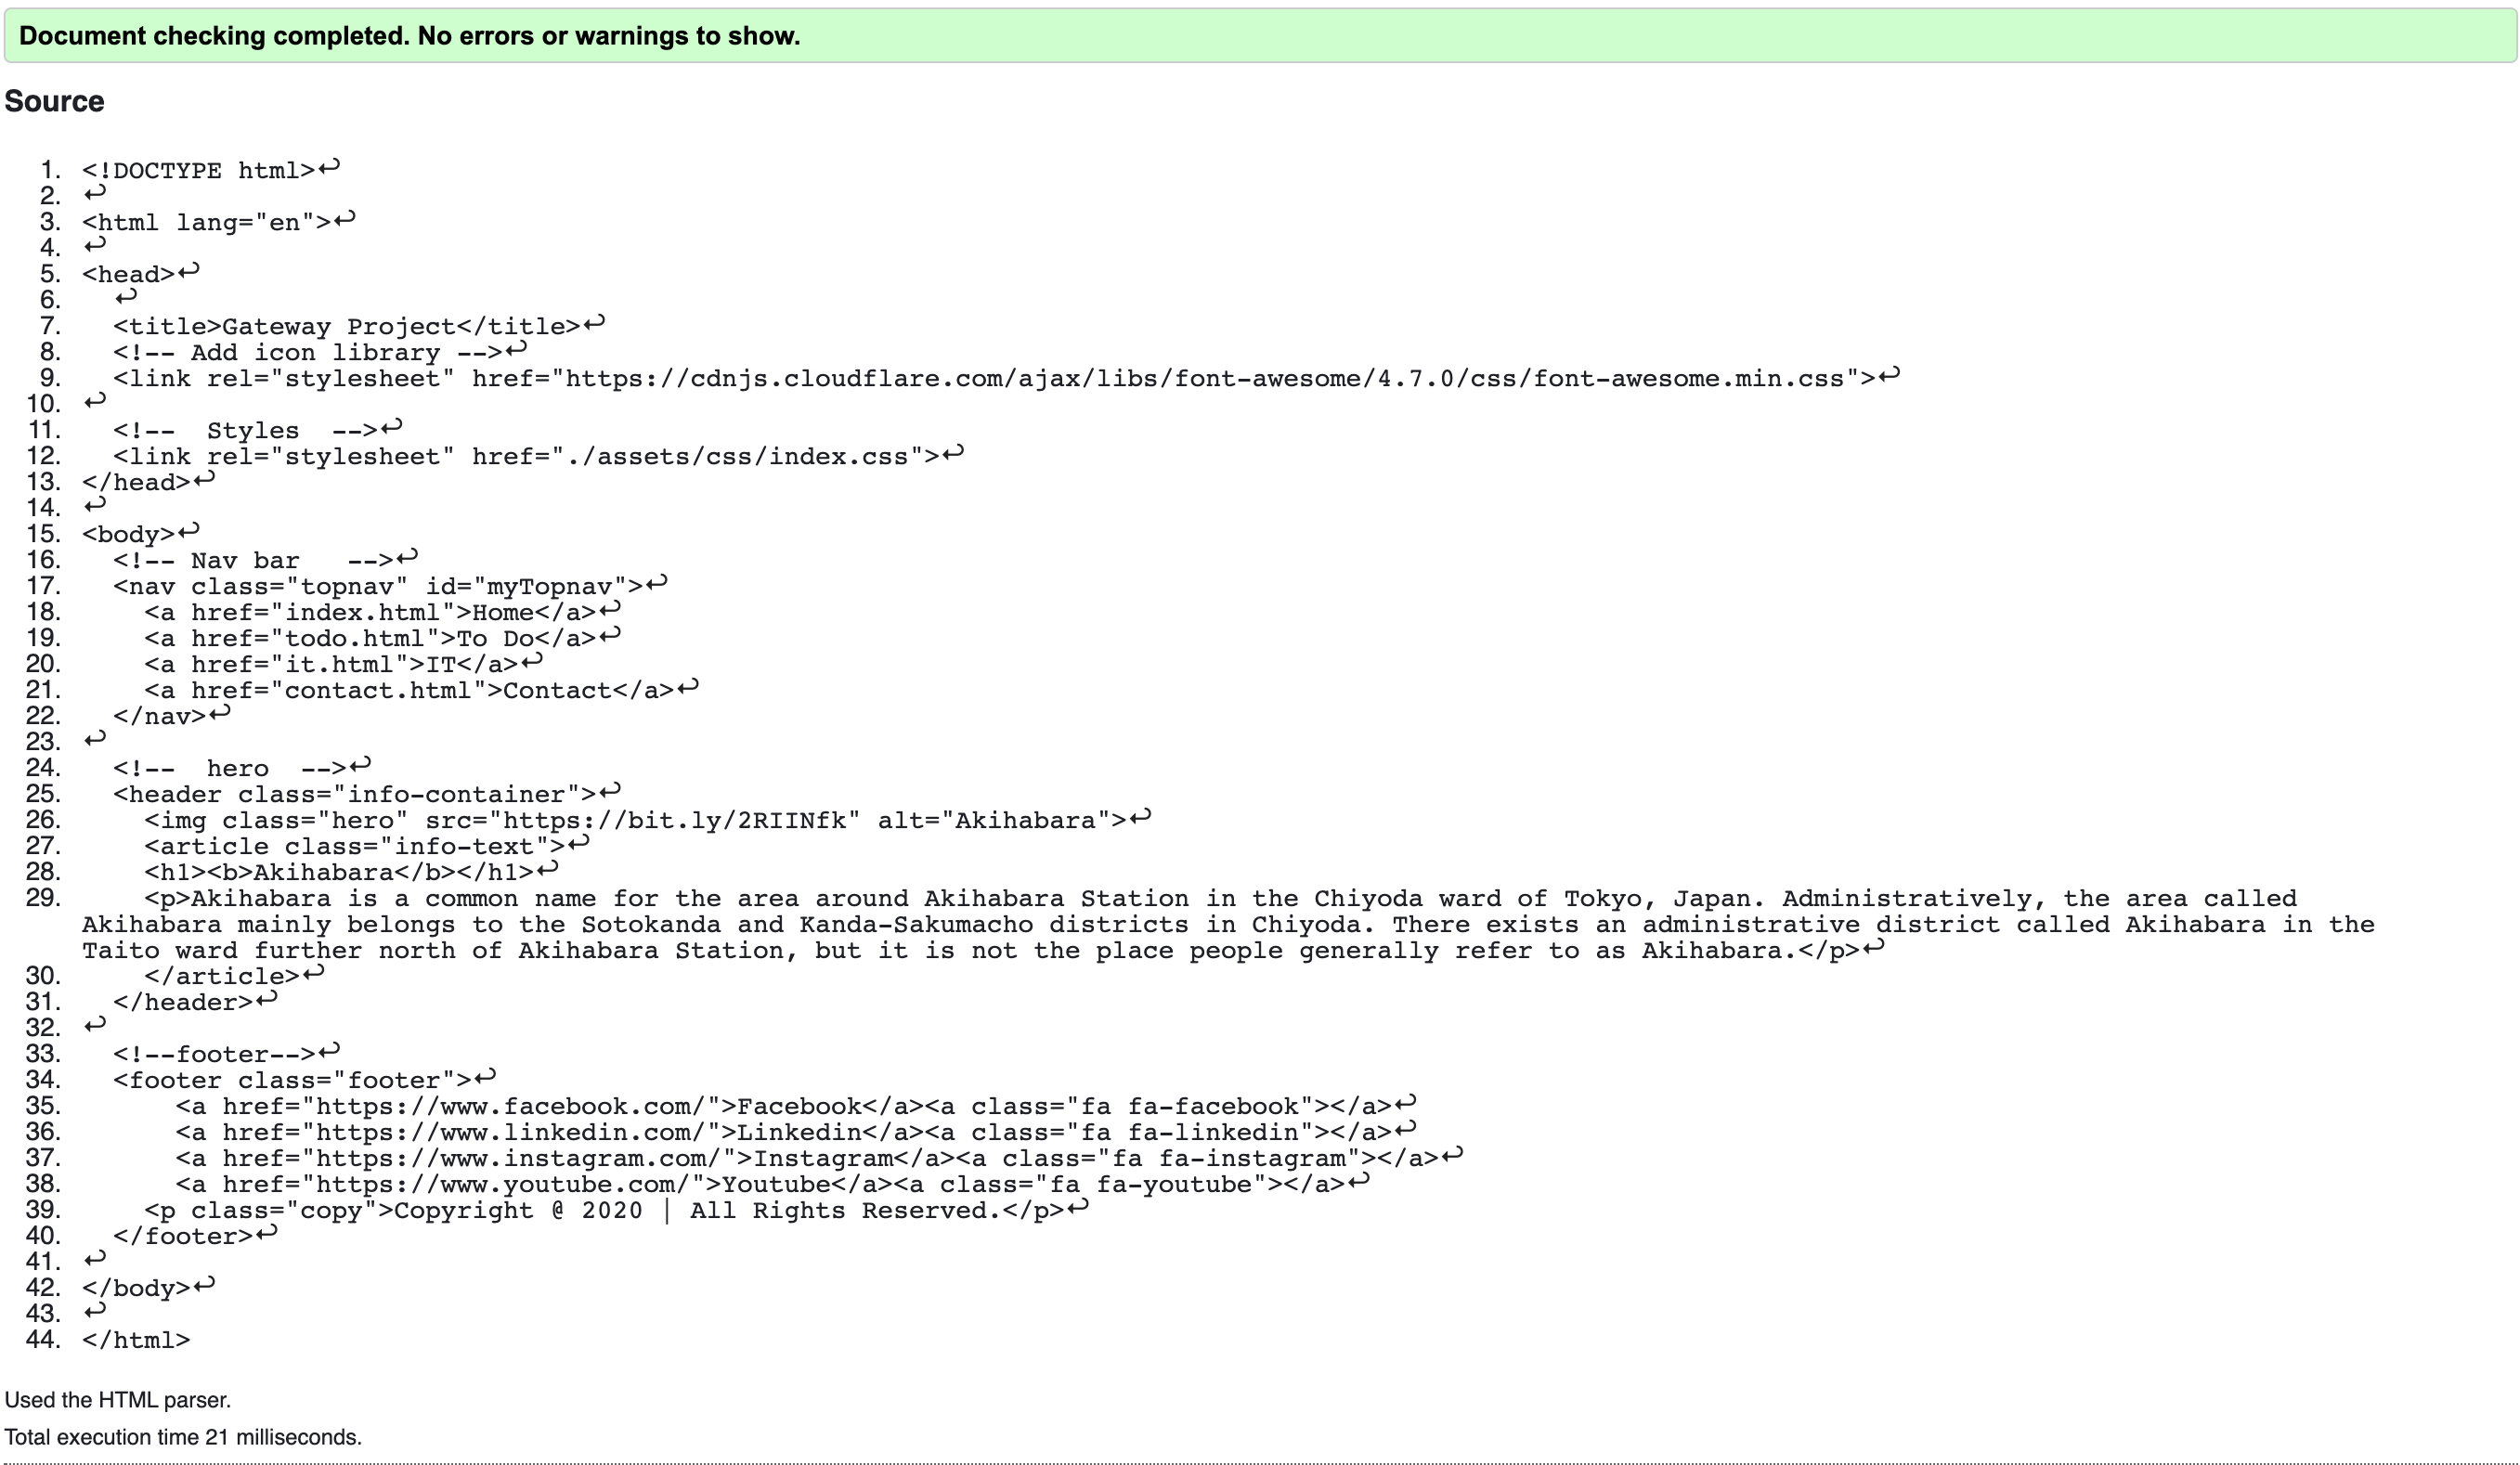 Document checking completed. No errors or warnings to show.
Source
1. <!DOCTYPE html>↩
2. ↩
3. <html lang="en">↩
4. ↩
5. <head>↩
6.   ↩
7.   <title>Gateway Project</title>↩
8.   <!-- Add icon library -->↩
9.   <link rel="stylesheet" href="https://cdnjs.cloudflare.com/ajax/libs/font-awesome/4.7.0/css/font-awesome.min.css">↩
10. ↩
11.   <!--  Styles  -->↩
12.   <link rel="stylesheet" href="./assets/css/index.css">↩
13. </head>↩
14. ↩
15. <body>↩
16.   <!-- Nav bar   -->↩
17.   <nav class="topnav" id="myTopnav">↩
18.     <a href="index.html">Home</a>↩
19.     <a href="todo.html">To Do</a>↩
20.     <a href="it.html">IT</a>↩
21.     <a href="contact.html">Contact</a>↩
22.   </nav>↩
23. ↩
24.   <!--  hero  -->↩
25.   <header class="info-container">↩
26.     <img class="hero" src="https://bit.ly/2RIINfk" alt="Akihabara">↩
27.     <article class="info-text">↩
28.     <h1><b>Akihabara</b></h1>↩
29.     <p>Akihabara is a common name for the area around Akihabara Station in the Chiyoda ward of Tokyo, Japan. Administratively, the area called
Akihabara mainly belongs to the Sotokanda and Kanda-Sakumacho districts in Chiyoda. There exists an administrative district called Akihabara in the
Taito ward further north of Akihabara Station, but it is not the place people generally refer to as Akihabara.</p>↩
30.     </article>↩
31.   </header>↩
32. ↩
33.   <!--footer-->↩
34.   <footer class="footer">↩
35.       <a href="https://www.facebook.com/">Facebook</a><a class="fa fa-facebook"></a>↩
36.       <a href="https://www.linkedin.com/">Linkedin</a><a class="fa fa-linkedin"></a>↩
37.       <a href="https://www.instagram.com/">Instagram</a><a class="fa fa-instagram"></a>↩
38.       <a href="https://www.youtube.com/">Youtube</a><a class="fa fa-youtube"></a>↩
39.     <p class="copy">Copyright @ 2020 | All Rights Reserved.</p>↩
40.   </footer>↩
41. ↩
42. </body>↩
43. ↩
44. </html>
Used the HTML parser.
Total execution time 21 milliseconds.